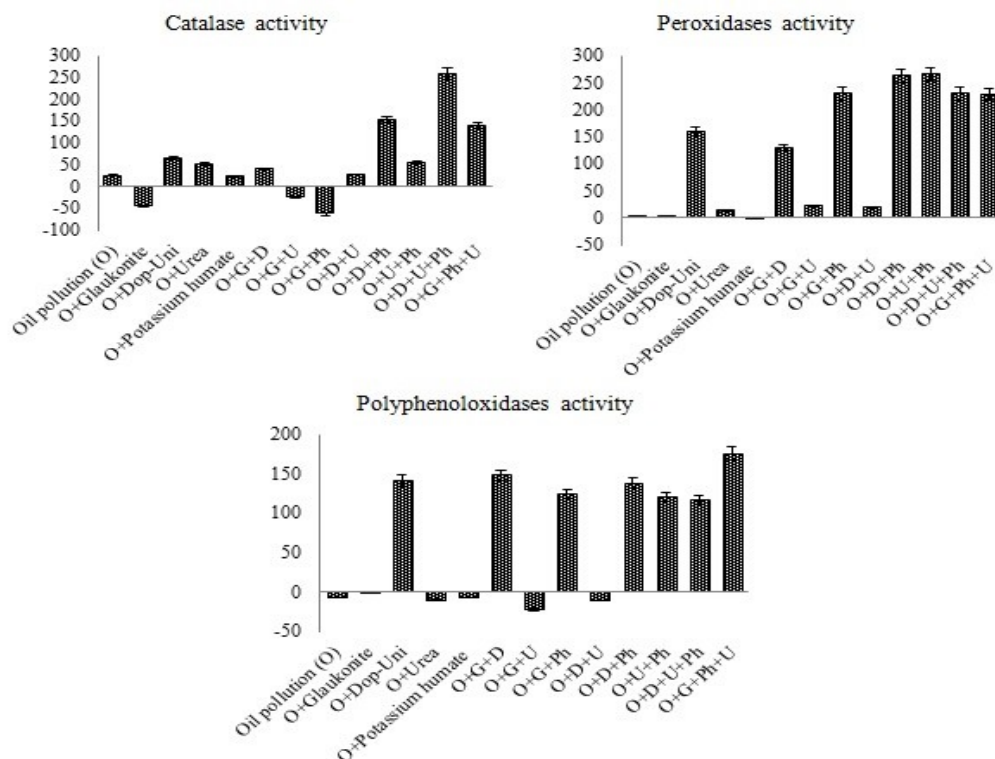 Catalase activity
300
250
200
150
100
50
0
-50
-100
Oil pollution (O)
O+Glaukonite
O+Dop-Uni
O+Urea
O+Potassium humate
O+G+D
O+G+U
O+G+Ph
O+D+U
O+D+Ph
O+U+Ph
O+D+U+Ph
O+G+Ph+U
Peroxidases activity
300
250
200
150
100
50
0
-50
Oil pollution (O)
O+Glaukonite
O+Dop-Uni
O+Urea
O+Potassium humate
O+G+D
O+G+U
O+G+Ph
O+D+U
O+D+Ph
O+U+Ph
O+D+U+Ph
O+G+Ph+U
Polyphenoloxidases activity
200
150
100
50
0
-50
Oil pollution (O)
O+Glaukonite
O+Dop-Uni
O+Urea
O+Potassium humate
O+G+D
O+G+U
O+G+Ph
O+D+U
O+D+Ph
O+U+Ph
O+D+U+Ph
O+G+Ph+U